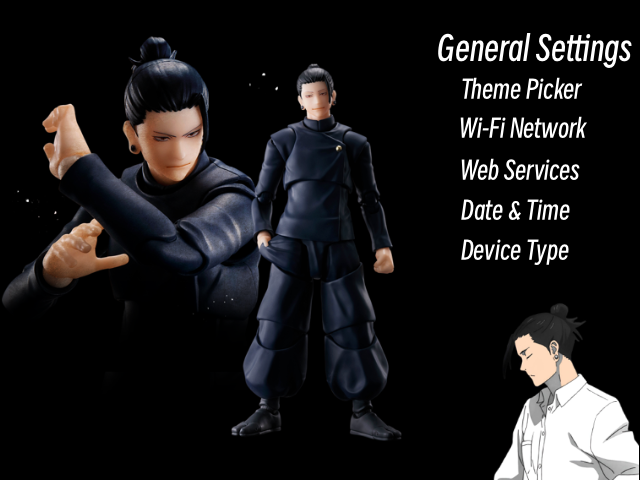 General Settings
Theme Picker
Wi-Fi Network
Web Services
Date & Time
Device Type